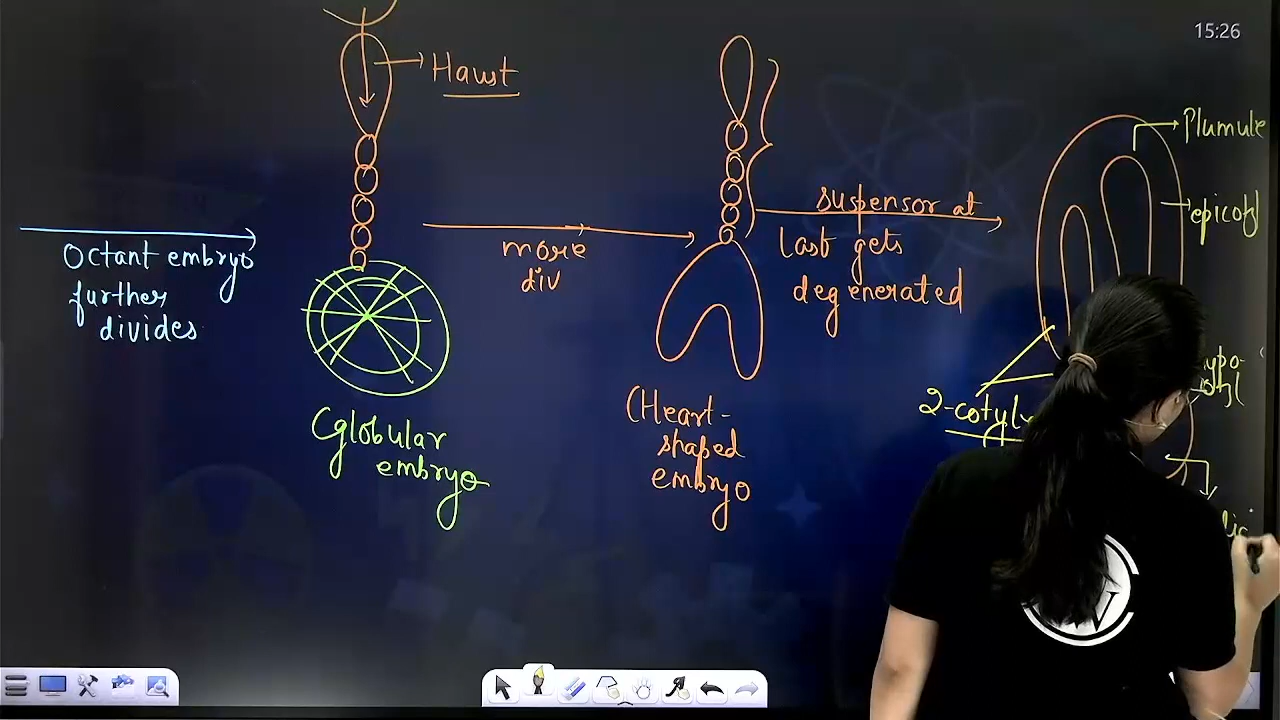 15:26
Haust
Plumule
epicotyl
Octant embryo
further
divides
more
div
suspensor at
last gets
degenerated
2-cotyl
(globular
embryo
(Heart-
shaped
embryo